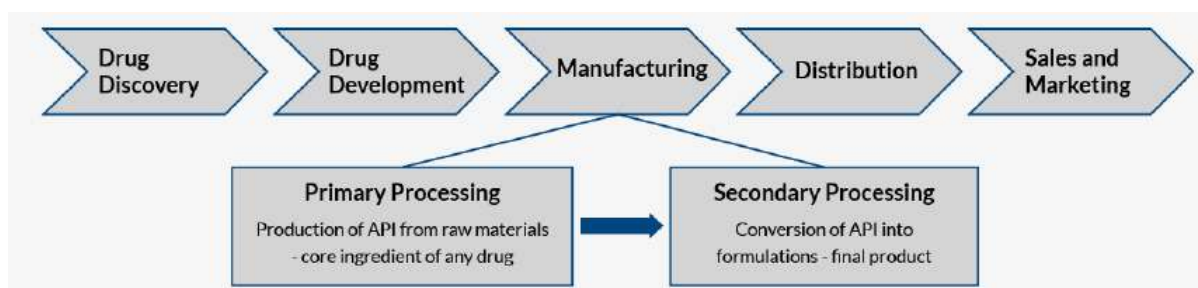 Drug
Discovery
Drug
Development
Manufacturing
Distribution
Sales and
Marketing
Primary Processing
Production of API from raw materials
- core ingredient of any drug
Secondary Processing
Conversion of API into
formulations - final product